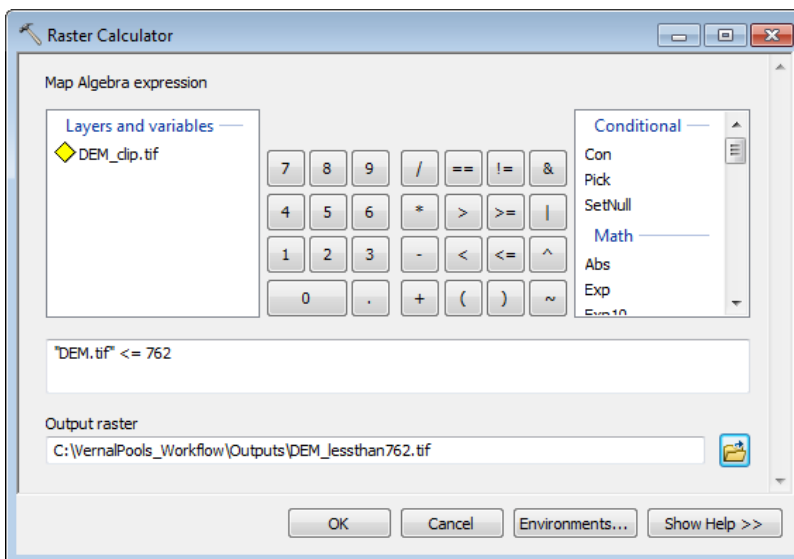 Raster Calculator
Map Algebra expression
Layers and variables
DEM_clip.tif
7 8 9 / == != &
4 5 6 * > >= |
1 2 3 - < <= ^
0 . + ( ) ~
Conditional
Con
Pick
SetNull
Math
Abs
Exp
Exp10
"DEM.tif" <= 762
Output raster
C:\VernalPools_Workflow\Outputs\DEM_lessthan762.tif
OK Cancel Environments... Show Help >>